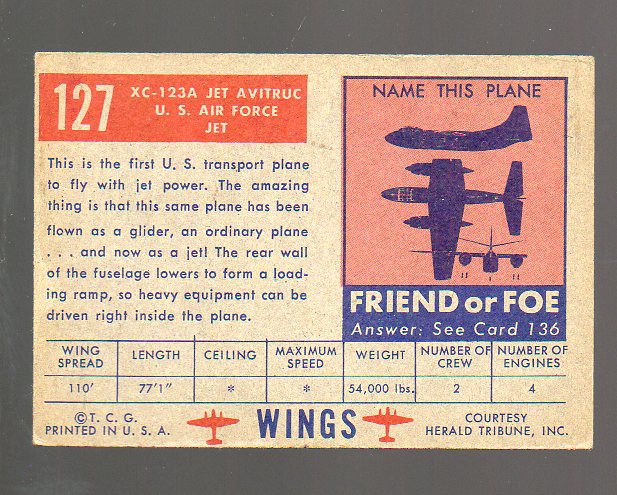 127
XC-123A JET AVITRUC
U. S. AIR FORCE
JET
This is the first U. S. transport plane
to fly with jet power. The amazing
thing is that this same plane has been
flown as a glider, an ordinary plane
. . . and now as a jet! The rear wall
of the fuselage lowers to form a load-
ing ramp, so heavy equipment can be
driven right inside the plane.
NAME THIS PLANE
FRIEND or FOE
Answer: See Card 136
WING SPREAD LENGTH CEILING MAXIMUM SPEED WEIGHT NUMBER OF CREW NUMBER OF ENGINES
110' 77'1" * * 54,000 lbs. 2 4
©T. C. G.
PRINTED IN U. S. A.
WINGS
COURTESY
HERALD TRIBUNE, INC.